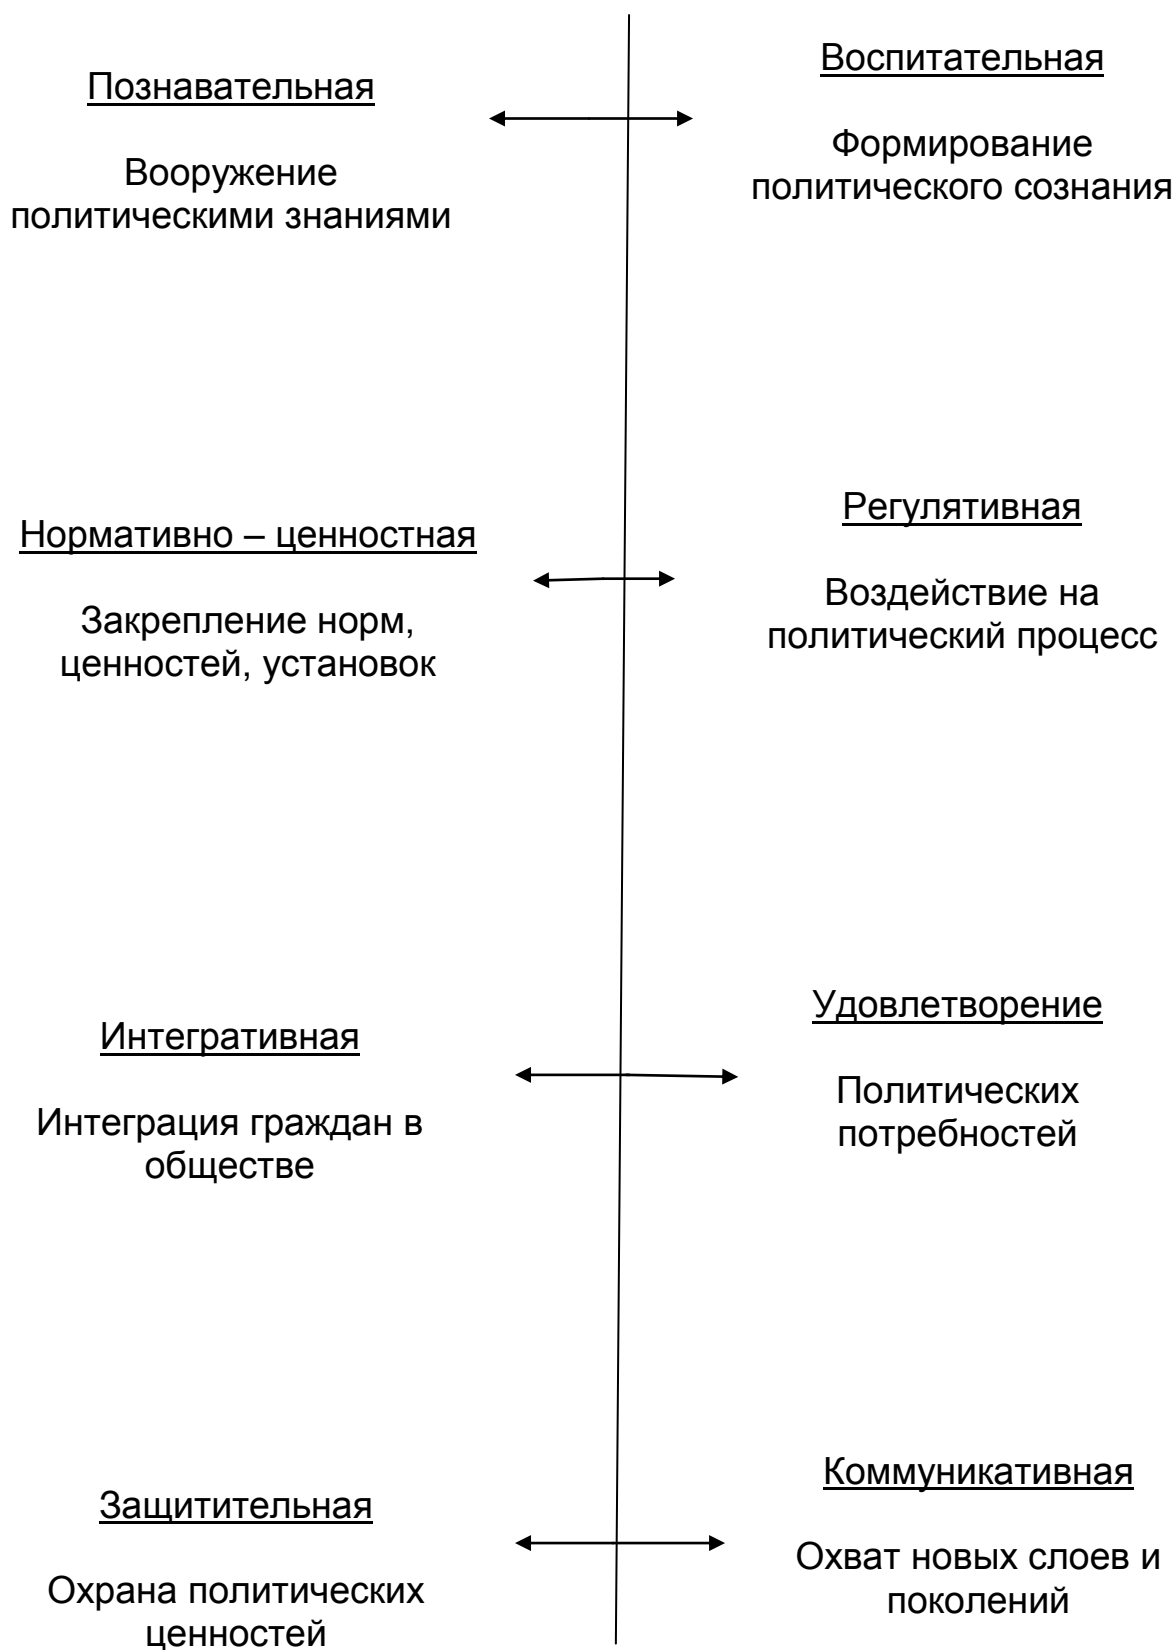 Познавательная
Вооружение
политическими знаниями
Воспитательная
Формирование
политического сознания
Нормативно – ценностная
Закрепление норм,
ценностей, установок
Регулятивная
Воздействие на
политический процесс
Интегративная
Интеграция граждан в
обществе
Удовлетворение
Политических
потребностей
Защитительная
Охрана политических
ценностей
Коммуникативная
Охват новых слоев и
поколений